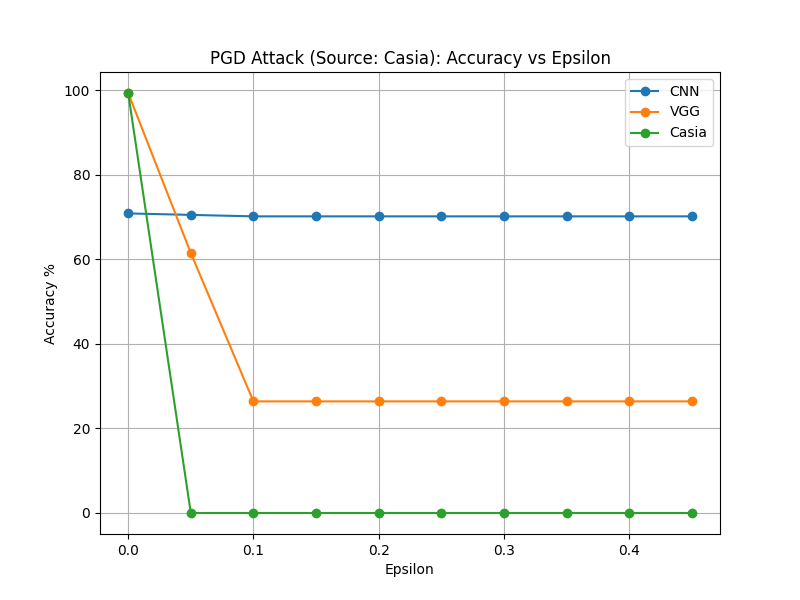 PGD Attack (Source: Casia): Accuracy vs Epsilon
CNN
VGG
Casia
Accuracy %
100
80
60
40
20
0
0.0 0.1 0.2 0.3 0.4
Epsilon